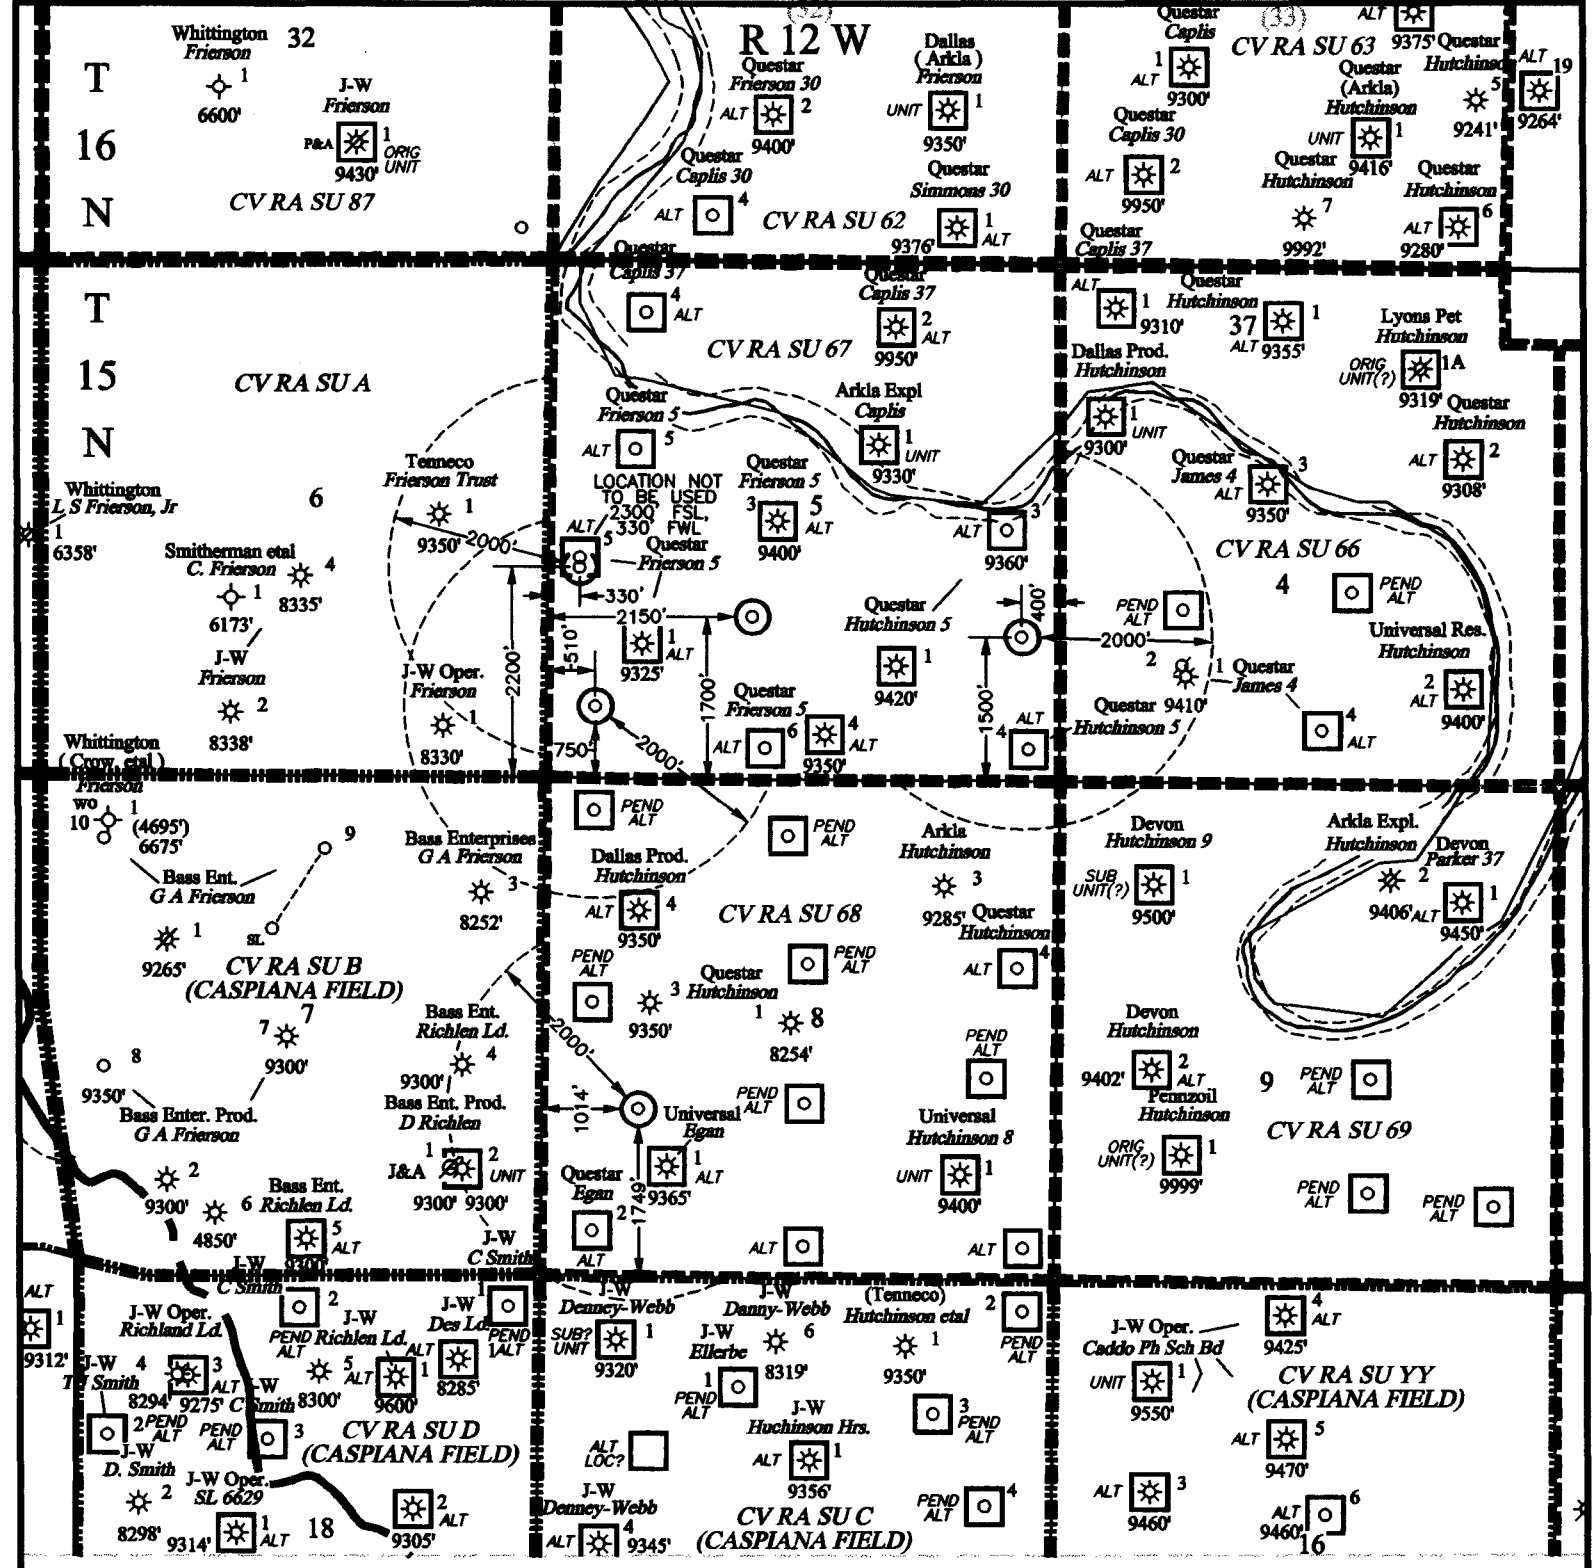 (32)
R 12 W
(33)
T
16
N
Whittington
Frierson
32
1
6600'
J-W
Frierson
P&A
1
ORIG
UNIT
9430'
CV RA SU 87
Questar
Frierson 30
ALT
2
9400'
Dallas
( Arkla )
Frierson
UNIT
1
9350'
Questar
Caplis 30
ALT
4
CV RA SU 62
Questar
Simmons 30
9376'
1
ALT
Questar
Caplis
1
ALT
9300'
CV RA SU 63
ALT
9375'
Questar
Hutchinson
5
9241'
ALT
19
9264'
Questar
(Arkla)
Hutchinson
UNIT
1
9416'
Questar
Caplis 30
ALT
2
9950'
Questar
Hutchinson
7
9992'
Questar
Hutchinson
ALT
6
9280'
T
15
N
CV RA SU A
6
Questar
Caplis 37
4
ALT
Questar
Caplis 37
2
ALT
9950'
CV RA SU 67
Questar
Caplis 37
ALT
1
9310'
Questar
Hutchinson
37
1
ALT
9355'
Lyons Pet
Hutchinson
ORIG
UNIT(?)
1A
9319'
Dallas Prod.
Hutchinson
1
UNIT
9300'
Questar
Hutchinson
ALT
2
9308'
Questar
Frierson 5
ALT
5
Arkla Expl
Caplis
1
UNIT
9330'
Tenneco
Frierson Trust
1
9350'
2000'
Whittington
L S Frierson, Jr
1
6358'
Smitherman etal
C. Frierson
1
6173'
4
8335'
LOCATION NOT
TO BE USED
2300' FSL,
330' FWL
ALT
5
Questar
Frierson 5
Questar
Frierson 5
3
5
ALT
9400'
ALT
3
9360'
Questar
James 4
ALT
3
9350'
CV RA SU 66
4
PEND
ALT
PEND
ALT
330'
2150'
510'
2200'
1
ALT
9325'
1700'
750'
2000'
Questar
Hutchinson 5
1
9420'
400'
1500'
2000'
2
1
9410'
Questar
James 4
4
ALT
Universal Res.
Hutchinson
2
ALT
9400'
J-W
Frierson
2
8338'
J-W Oper.
Frierson
1
8330'
Questar
Frierson 5
ALT
6
4
9350'
ALT
4
Questar
Hutchinson 5
Whittington
( Crow, etal )
Frierson
WO
10
1
(4695')
6675'
9
SL
Bass Ent.
G A Frierson
1
9265'
CV RA SU B
(CASPIANA FIELD)
7
7
9300'
Bass Enterprises
G A Frierson
3
8252'
PEND
ALT
PEND
ALT
Dallas Prod.
Hutchinson
ALT
4
9350'
CV RA SU 68
Arkla
Hutchinson
3
9285'
Questar
Hutchinson
ALT
4
Devon
Hutchinson 9
SUB
UNIT(?)
1
9500'
Arkla Expl.
Hutchinson
2
9406'
Devon
Parker 37
ALT
1
9450'
PEND
ALT
3
9350'
Questar
Hutchinson
1
8
8254'
PEND
ALT
2000'
Bass Ent.
Richlen Ld.
4
9300'
8
9350'
Bass Enter. Prod.
G A Frierson
2
9300'
6
4850'
Bass Ent. Prod.
D Richlen
1
J&A
2
UNIT
9300'
9300'
Bass Ent.
Richlen Ld.
5
ALT
9300'
1014'
1749'
Universal
Egan
1
ALT
9365'
PEND
ALT
PEND
ALT
Universal
Hutchinson 8
UNIT
1
9400'
Questar
Egan
2
ALT
ALT
ALT
Devon
Hutchinson
9402'
2
ALT
Pennzoil
Hutchinson
ORIG
UNIT(?)
1
9999'
9
PEND
ALT
CV RA SU 69
PEND
ALT
PEND
ALT
J-W
C Smith
1
PEND
ALT
J-W
C Smith
2
PEND
ALT
ALT
1
9312'
J-W Oper.
Richland Ld.
4
8294'
3
ALT
9275'
J-W
Richlen Ld.
5
8300'
ALT
1
9600'
J-W
Des Ld.
ALT
1
8285'
J-W
2
PEND
ALT
J-W
C Smith
PEND
ALT
3
CV RA SU D
(CASPIANA FIELD)
J-W
D. Smith
2
8298'
J-W Oper.
SL 6629
9314'
1
ALT
18
2
ALT
9305'
J-W
Denney-Webb
SUB?
UNIT
1
9320'
J-W
Danny-Webb
6
8319'
(Tenneco)
Hutchinson etal
1
9350'
2
PEND
ALT
J-W
Ellerbe
1
PEND
ALT
3
PEND
ALT
J-W
Huchinson Hrs.
ALT
1
9356'
ALT
LOC?
J-W
Denney-Webb
ALT
4
9345'
PEND
ALT
4
CV RA SU C
(CASPIANA FIELD)
J-W Oper.
Caddo Ph Sch Bd
UNIT
1
9550'
4
ALT
9425'
CV RA SU YY
(CASPIANA FIELD)
ALT
5
9470'
ALT
3
9460'
ALT
6
9460'
16